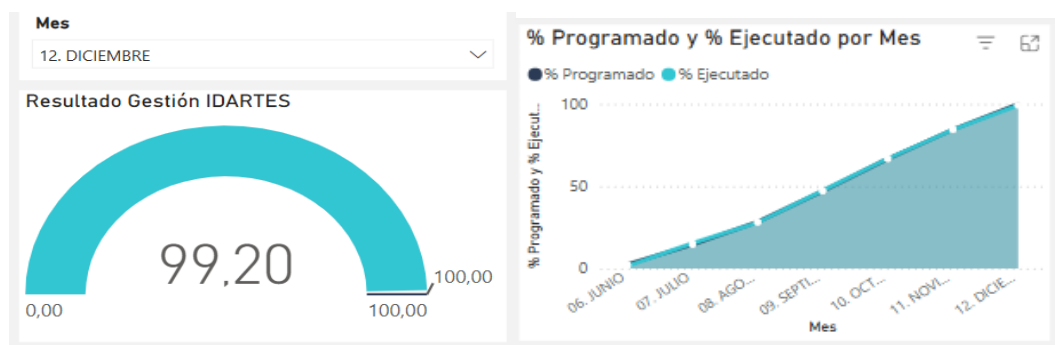 Mes
12. DICIEMBRE
Resultado Gestión IDARTES
99,20
100,00
0,00
100,00
% Programado y % Ejecutado por Mes
% Programado % Ejecutado
% Programado y % Ejecut...
100
50
0
06. JUNIO
07. JULIO
08. AGO...
09. SEPTI...
10. OCT...
11. NOVI...
12. DICIE...
Mes